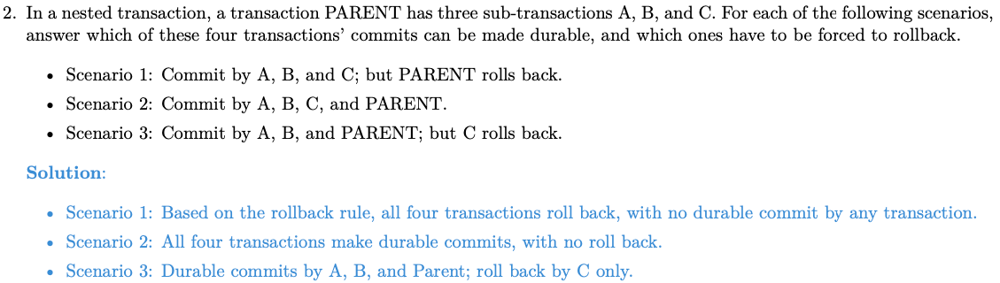 2. In a nested transaction, a transaction PARENT has three sub-transactions A, B, and C. For each of the following scenarios,
answer which of these four transactions’ commits can be made durable, and which ones have to be forced to rollback.
• Scenario 1: Commit by A, B, and C; but PARENT rolls back.
• Scenario 2: Commit by A, B, C, and PARENT.
• Scenario 3: Commit by A, B, and PARENT; but C rolls back.
Solution:
• Scenario 1: Based on the rollback rule, all four transactions roll back, with no durable commit by any transaction.
• Scenario 2: All four transactions make durable commits, with no roll back.
• Scenario 3: Durable commits by A, B, and Parent; roll back by C only.